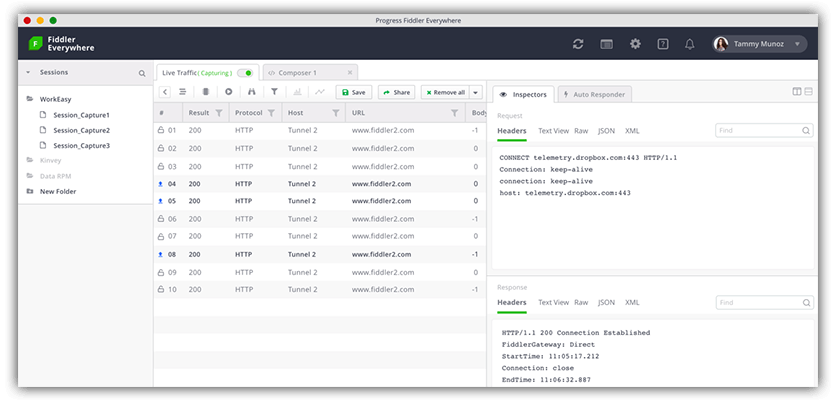 Progress Fiddler Everywhere
Fiddler
Everywhere
Tammy Munoz
Sessions
WorkEasy
Session_Capture1
Session_Capture2
Session_Capture3
Kinvey
Data RPM
New Folder
Live Traffic ( Capturing )
</> Composer 1
Save
Share
Remove all
# Result Protocol Host URL Body
01 200 HTTP Tunnel 2 www.fiddler2.com -1
02 200 HTTP Tunnel 2 www.fiddler2.com 0
03 200 HTTP Tunnel 2 www.fiddler2.com 0
04 200 HTTP Tunnel 2 www.fiddler2.com 0
05 200 HTTP Tunnel 2 www.fiddler2.com 0
06 200 HTTP Tunnel 2 www.fiddler2.com -1
07 200 HTTP Tunnel 2 www.fiddler2.com 0
08 200 HTTP Tunnel 2 www.fiddler2.com -1
09 200 HTTP Tunnel 2 www.fiddler2.com 0
10 200 HTTP Tunnel 2 www.fiddler2.com -1
Inspectors Auto Responder
Request
Headers Text View Raw JSON XML Find
CONNECT telemetry.dropbox.com:443 HTTP/1.1
Connection: keep-alive
connection: keep-alive
host: telemetry.dropbox.com:443
Response
Headers Text View Raw JSON XML Find
HTTP/1.1 200 Connection Established
FiddlerGateway: Direct
StartTime: 11:05:17.212
Connection: close
EndTime: 11:06:32.887